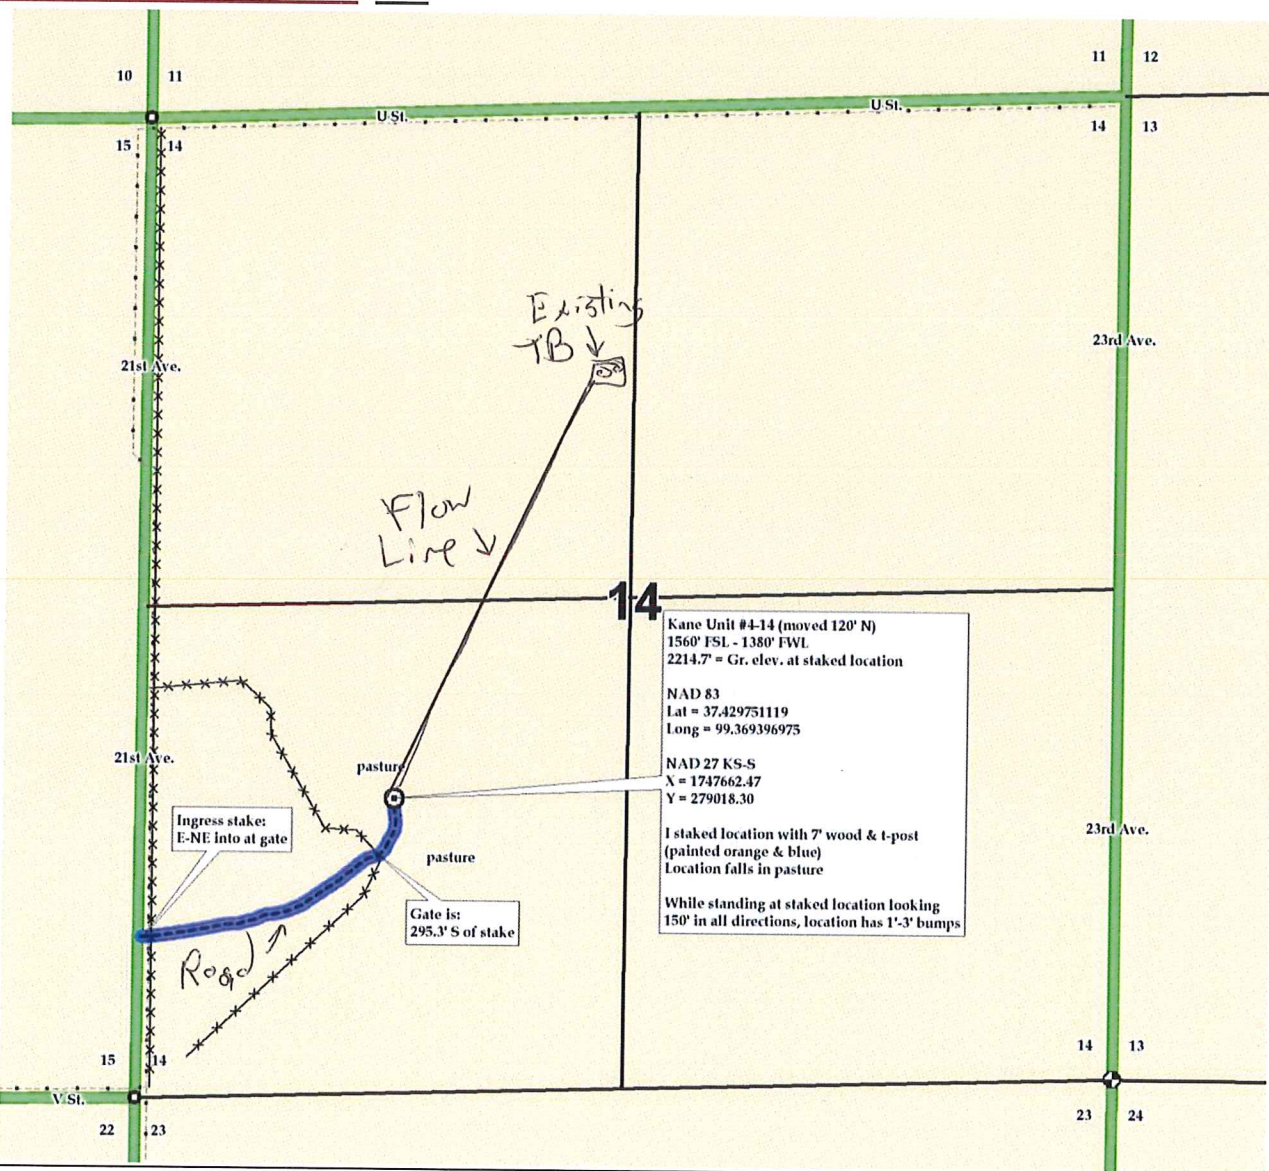 11 12
10 11
U St.
U St.
15 14
14 13
Existing
TB
21st Ave.
23rd Ave.
Flow
Line
14
Kane Unit #4-14 (moved 120' N)
1560' FSL - 1380' FWL
2214.7' = Gr. elev. at staked location
NAD 83
Lat = 37.429751119
Long = 99.369396975
NAD 27 KS-S
X = 1747662.47
Y = 279018.30
I staked location with 7' wood & t-post
(painted orange & blue)
Location falls in pasture
While standing at staked location looking
150' in all directions, location has 1'-3' bumps
21st Ave.
pasture
Ingress stake:
E-NE into at gate
23rd Ave.
pasture
Gate is:
295.3' S of stake
Road
15 14
14 13
V St.
22 23
23 24